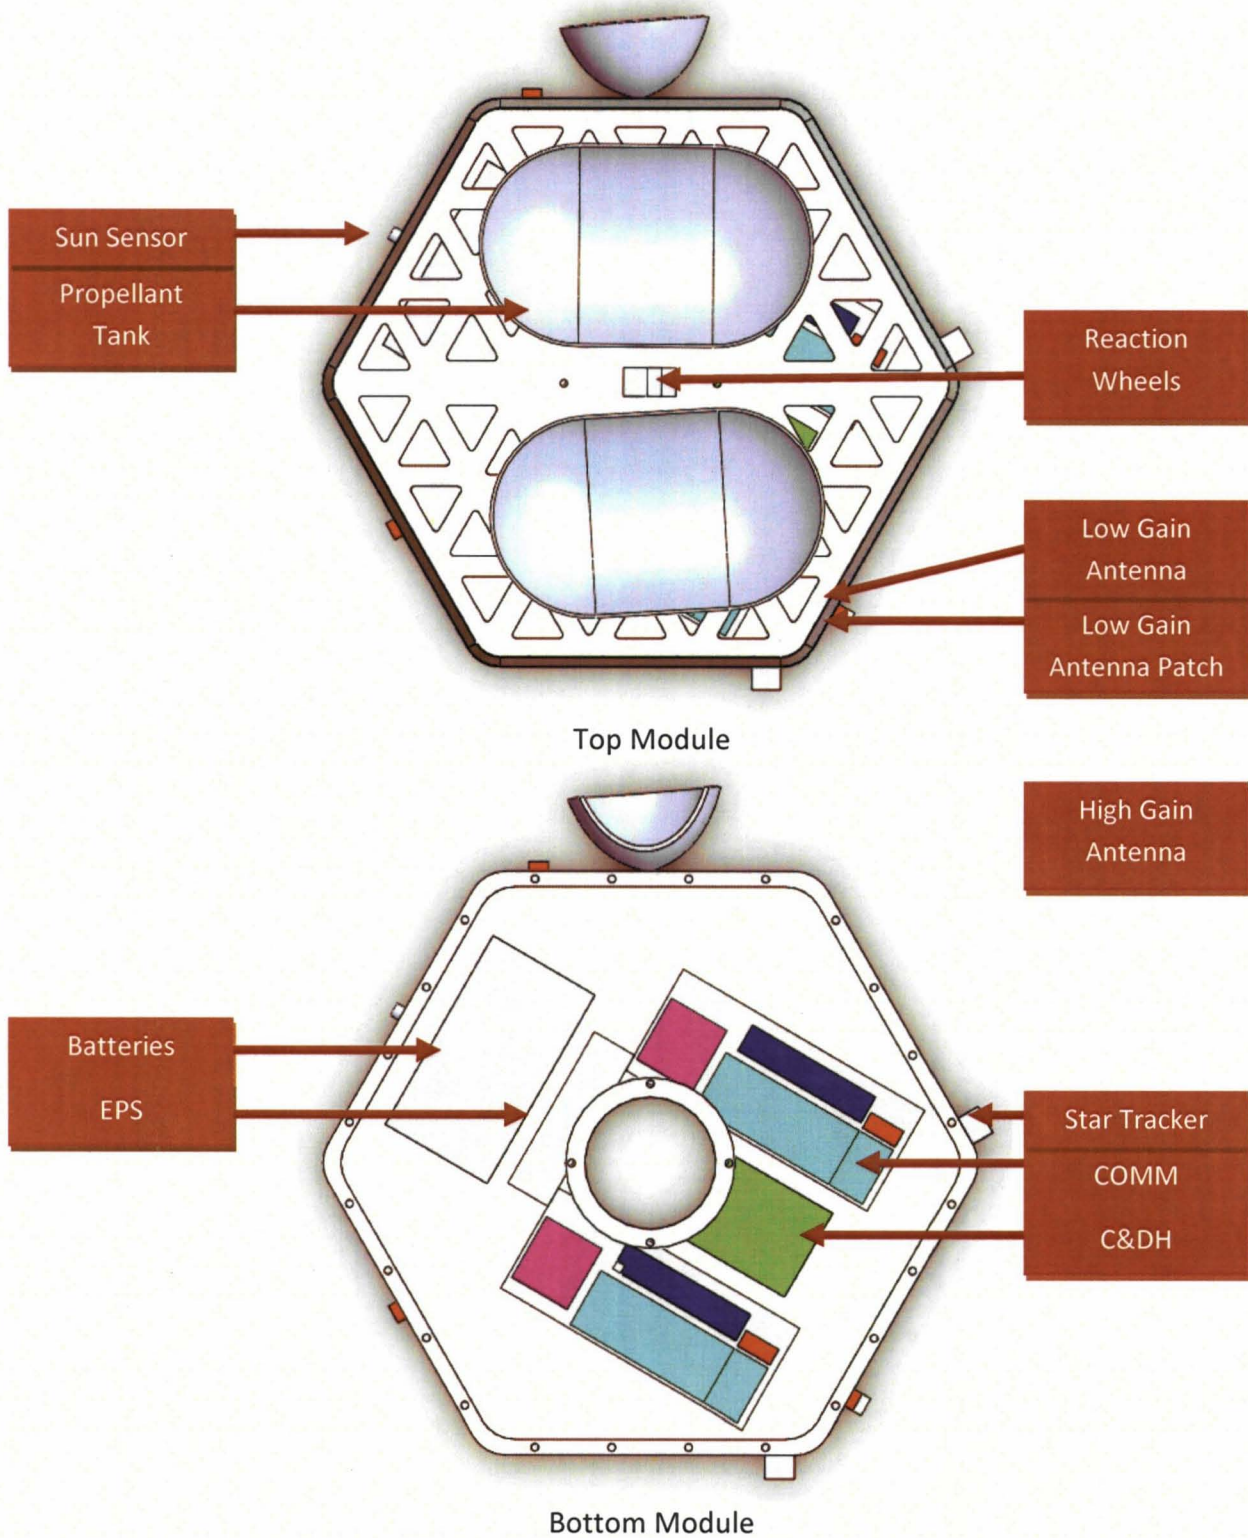 Sun Sensor
Propellant
Tank
Reaction
Wheels
Low Gain
Antenna
Low Gain
Antenna Patch
Top Module
High Gain
Antenna
Batteries
EPS
Star Tracker
COMM
C&DH
Bottom Module